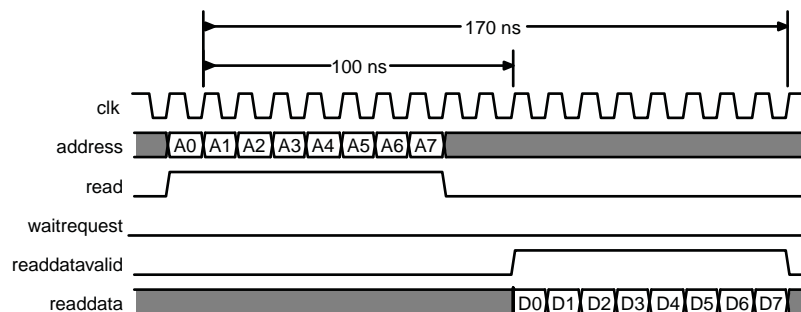 170 ns
100 ns
clk
address A0 A1 A2 A3 A4 A5 A6 A7
read
waitrequest
readdatavalid
readdata D0 D1 D2 D3 D4 D5 D6 D7